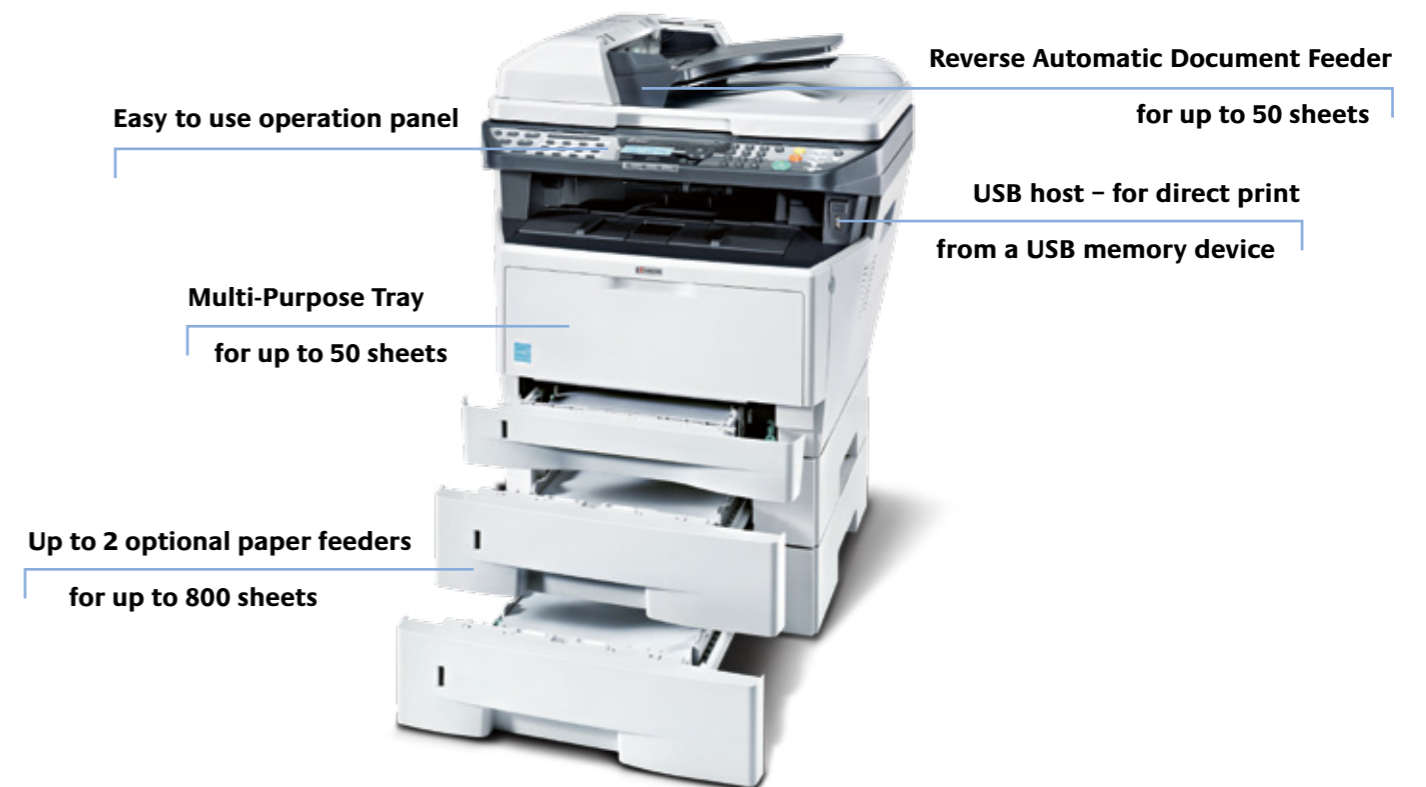 Reverse Automatic Document Feeder
for up to 50 sheets
Easy to use operation panel
USB host – for direct print
from a USB memory device
Multi-Purpose Tray
for up to 50 sheets
Up to 2 optional paper feeders
for up to 800 sheets